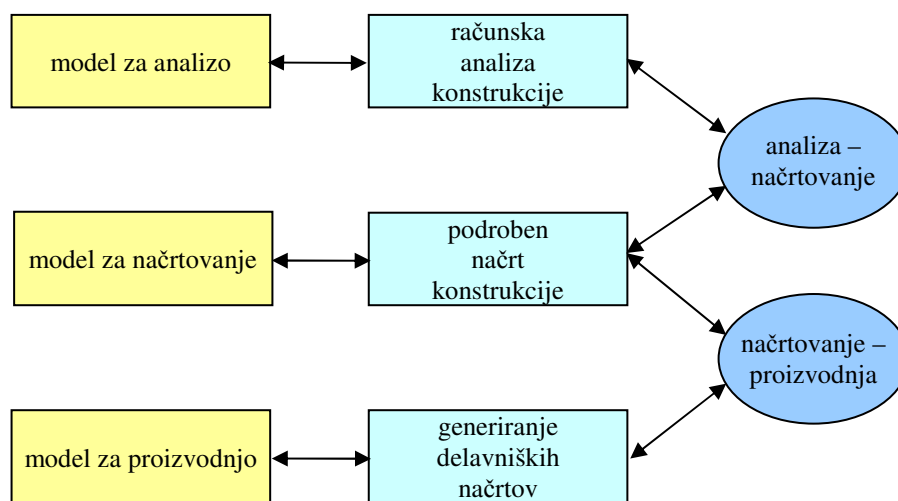 model za analizo
računska
analiza
konstrukcije
analiza –
načrtovanje
model za načrtovanje
podroben
načrt
konstrukcije
načrtovanje –
proizvodnja
model za proizvodnjo
generiranje
delavniških
načrtov